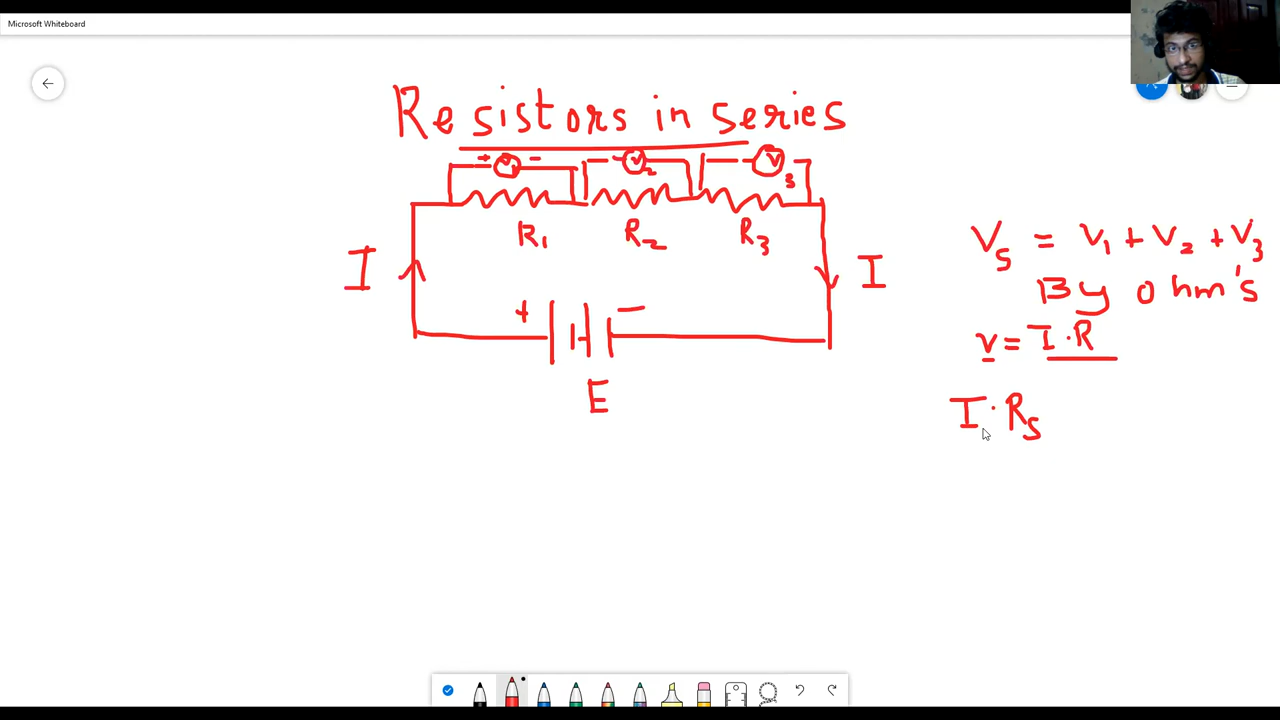 Microsoft Whiteboard
Resistors in series
+ V1 - - V2 - V3
R1 R2 R3
I I
+ -
E
Vs = V1 + V2 + V3
By Ohm's
v = I · R
I · Rs